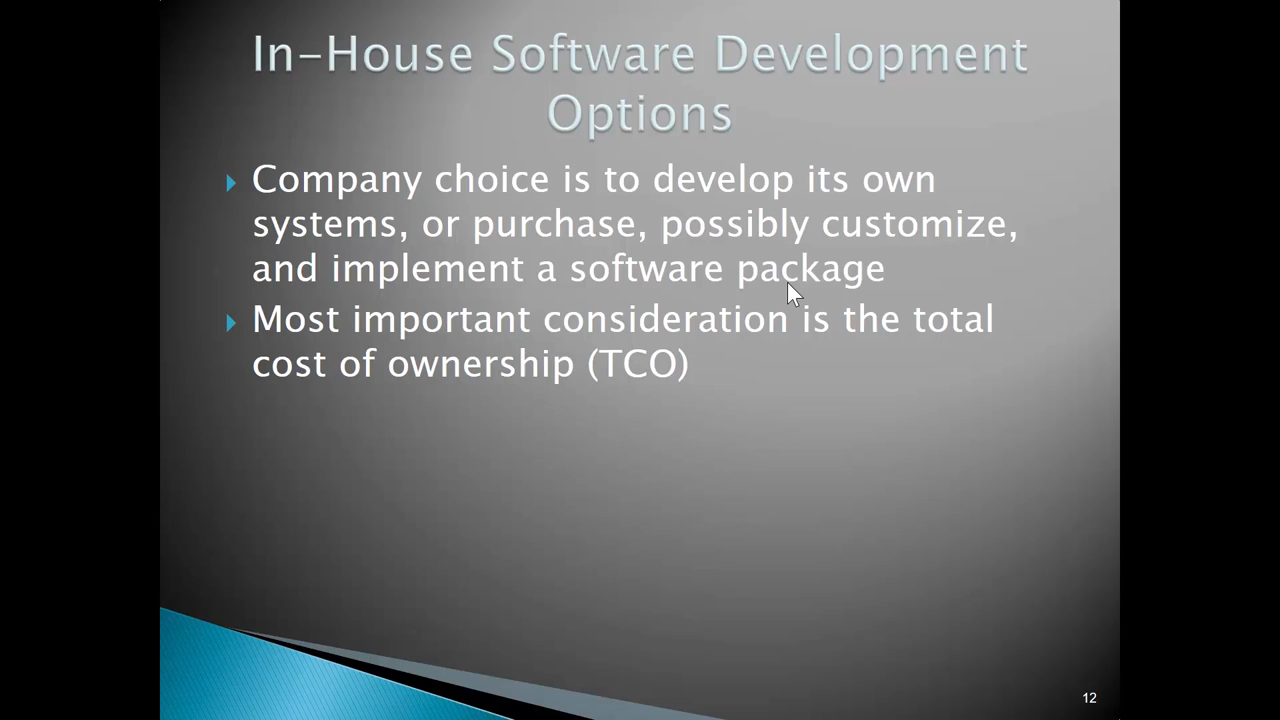 In-House Software Development
Options
Company choice is to develop its own
systems, or purchase, possibly customize,
and implement a software package
Most important consideration is the total
cost of ownership (TCO)
12